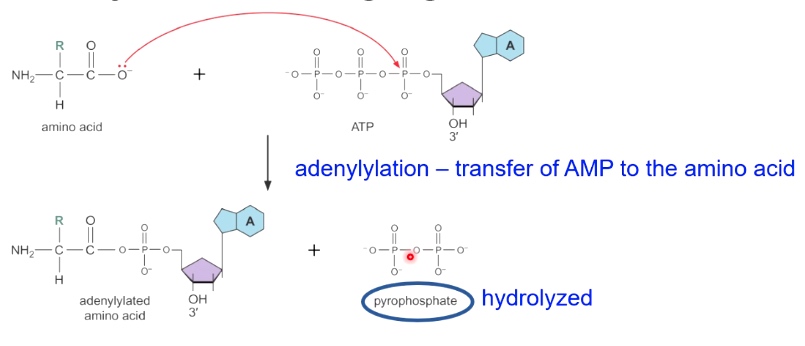 R O
NH₂—C—C—O⁻ + ⁻O—P—O—P—O—P—O A
H
O O O
O⁻ O⁻ O⁻
OH
3′
amino acid ATP
adenylylation – transfer of AMP to the amino acid
R O
NH₂—C—C—O—P—O A + ⁻O—P—O—P—O⁻
H
O O O
O⁻ O⁻ O⁻
OH
3′
adenylylated
amino acid
pyrophosphate hydrolyzed